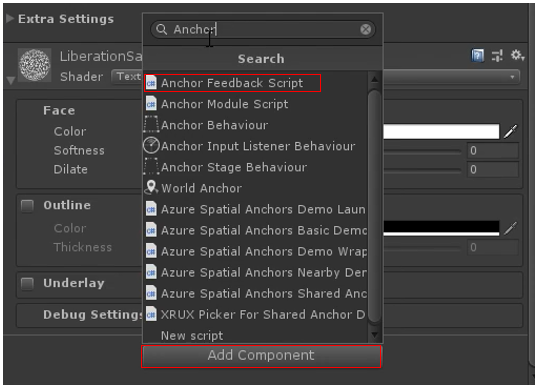 Extra Settings
LiberationSa
Shader Text
Face
Color
Softness 0
Dilate 0
Outline
Color
Thickness 0
Underlay
Debug Settings
Anchor
Search
Anchor Feedback Script
Anchor Module Script
Anchor Behaviour
Anchor Input Listener Behaviour
Anchor Stage Behaviour
World Anchor
Azure Spatial Anchors Demo Laun
Azure Spatial Anchors Basic Demo
Azure Spatial Anchors Demo Wrap
Azure Spatial Anchors Nearby Der
Azure Spatial Anchors Shared Anc
XRUX Picker For Shared Anchor D
New script
Add Component